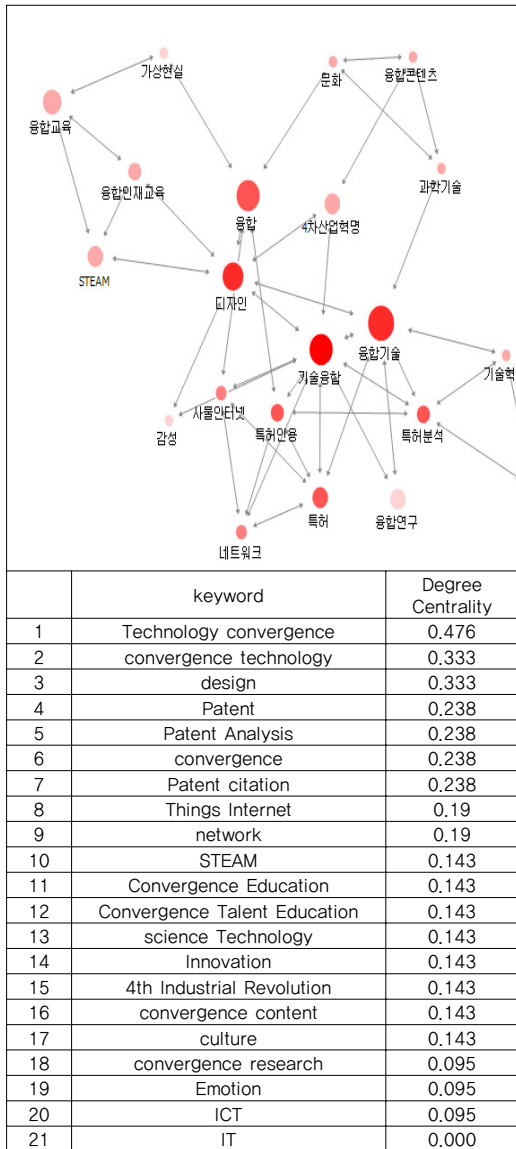 가상현실
문화
융합콘텐츠
융합교육
융합인재교육
과학기술
융합
4차산업혁명
STEAM
디자인
융합기술
기술융합
기술혁
사물인터넷
감성
특허인용
특허분석
특허
융합연구
네트워크
keyword Degree Centrality
1 Technology convergence 0.476
2 convergence technology 0.333
3 design 0.333
4 Patent 0.238
5 Patent Analysis 0.238
6 convergence 0.238
7 Patent citation 0.238
8 Things Internet 0.19
9 network 0.19
10 STEAM 0.143
11 Convergence Education 0.143
12 Convergence Talent Education 0.143
13 science Technology 0.143
14 Innovation 0.143
15 4th Industrial Revolution 0.143
16 convergence content 0.143
17 culture 0.143
18 convergence research 0.095
19 Emotion 0.095
20 ICT 0.095
21 IT 0.000